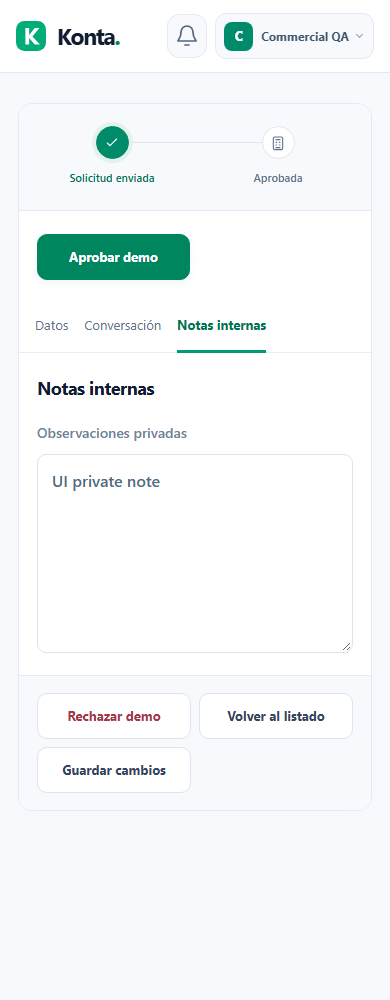 K Konta.
C Commercial QA
Solicitud enviada
Aprobada
Aprobar demo
Datos Conversación Notas internas
Notas internas
Observaciones privadas
UI private note
Rechazar demo
Volver al listado
Guardar cambios